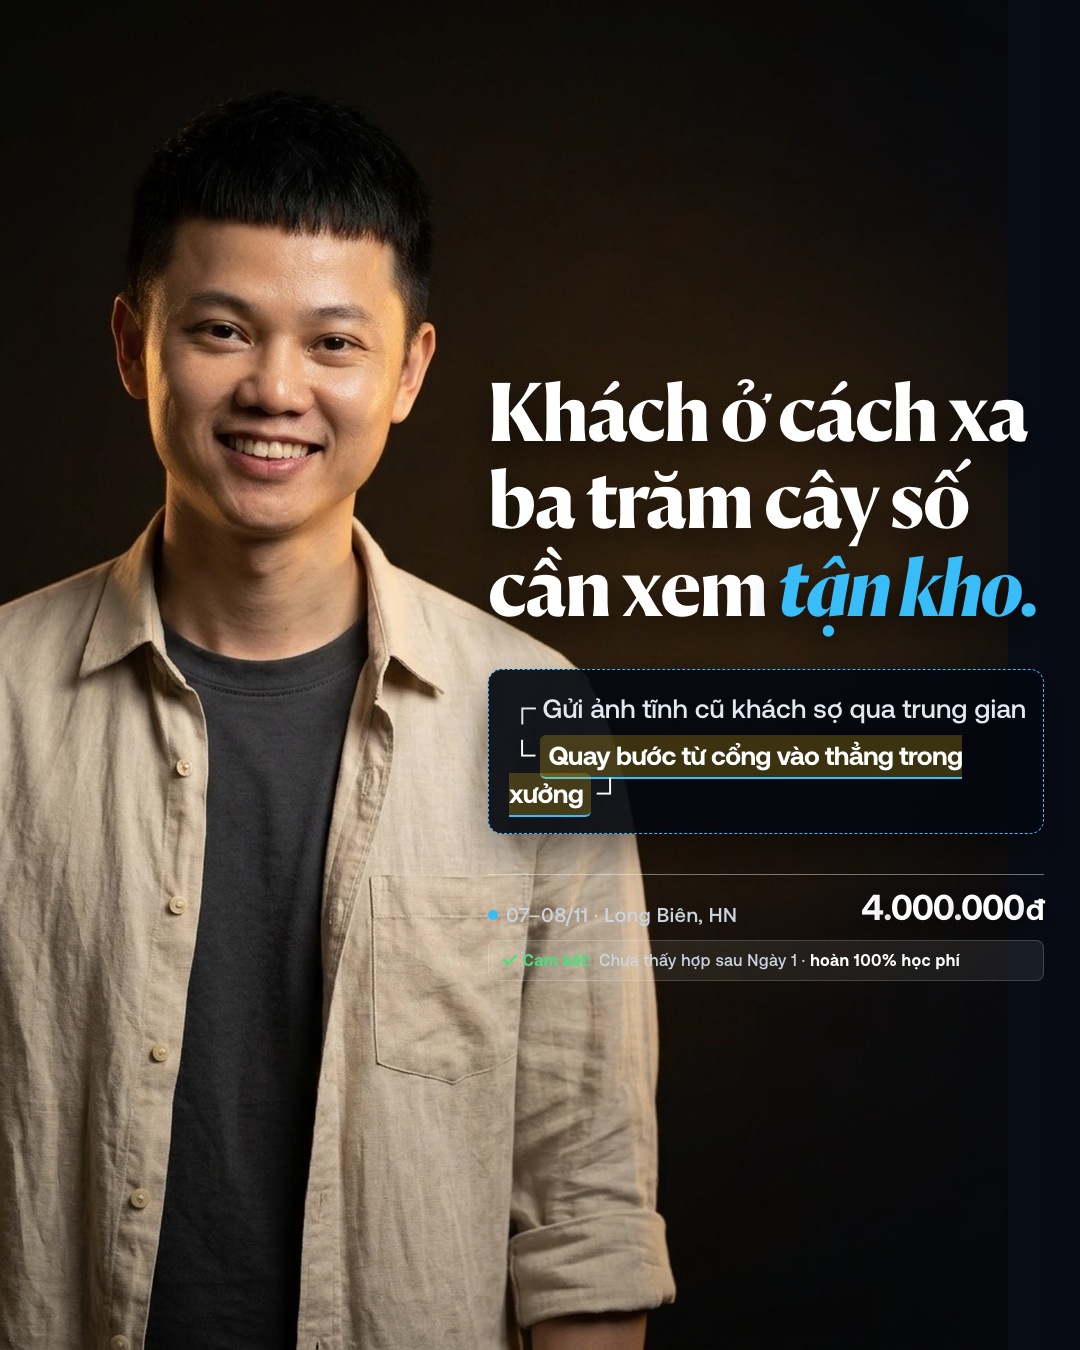 Khách ở cách xa
ba trăm cây số
cần xem tận kho.
Gửi ảnh tĩnh cũ khách sợ qua trung gian
Quay bước từ cổng vào thẳng trong
xưởng
07–08/11 · Long Biên, HN
4.000.000đ
✓ Cam kết: Chưa thấy hợp sau Ngày 1 · hoàn 100% học phí